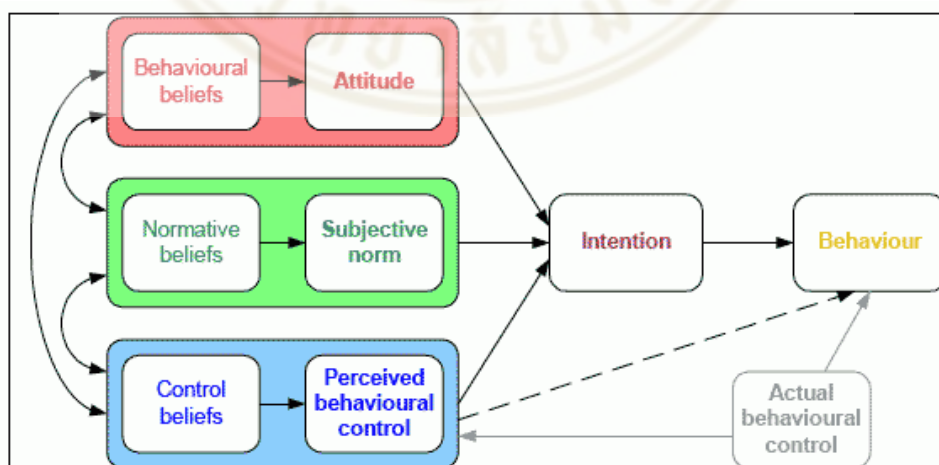 Behavioural
beliefs
Attitude
Normative
beliefs
Subjective
norm
Intention
Behaviour
Control
beliefs
Perceived
behavioural
control
Actual
behavioural
control